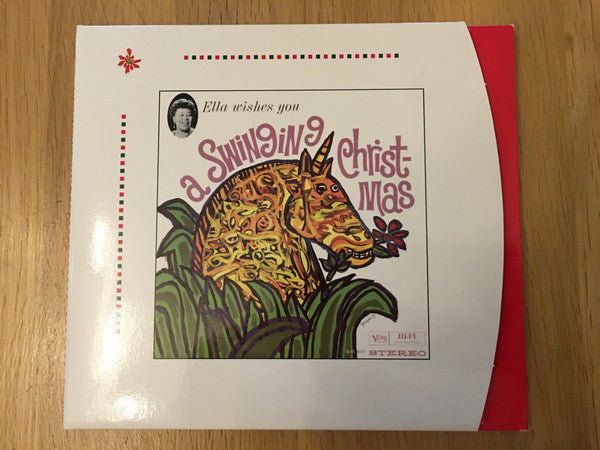 Ella wishes you
a Swinging
Christ-
mas
Verve
HI-FI
STEREO